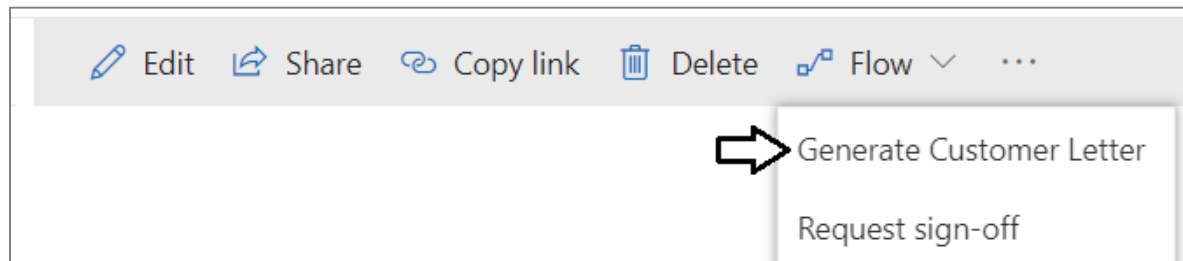 Edit Share Copy link Delete Flow ...
Generate Customer Letter
Request sign-off